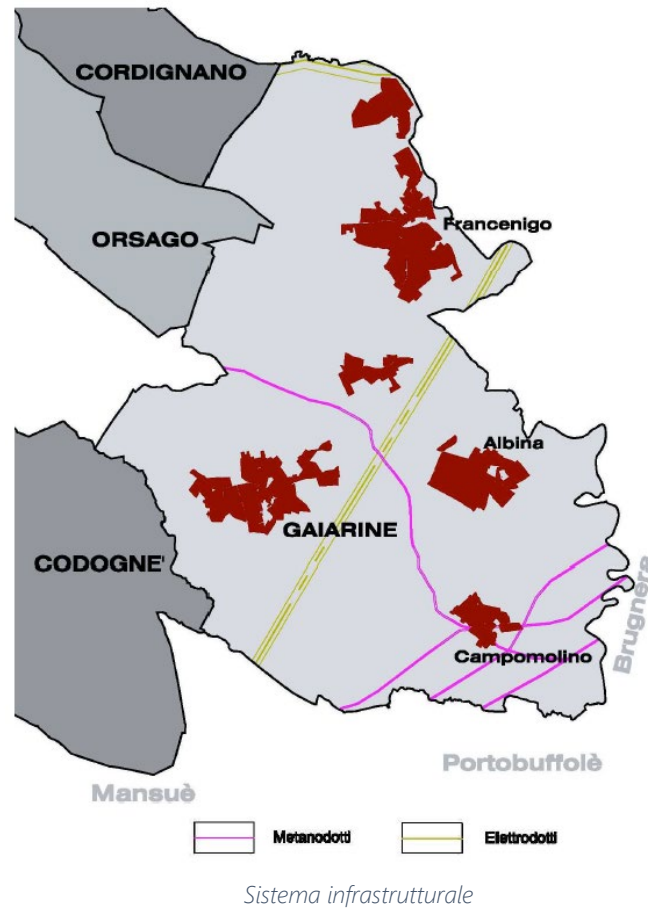 CORDIGNANO
ORSAGO
Francenigo
Albina
GAIARINE
CODOGNE'
Brugnera
Campomolino
Portobuffolè
Mansuè
Metanodotti
Elettrodotti
Sistema infrastrutturale